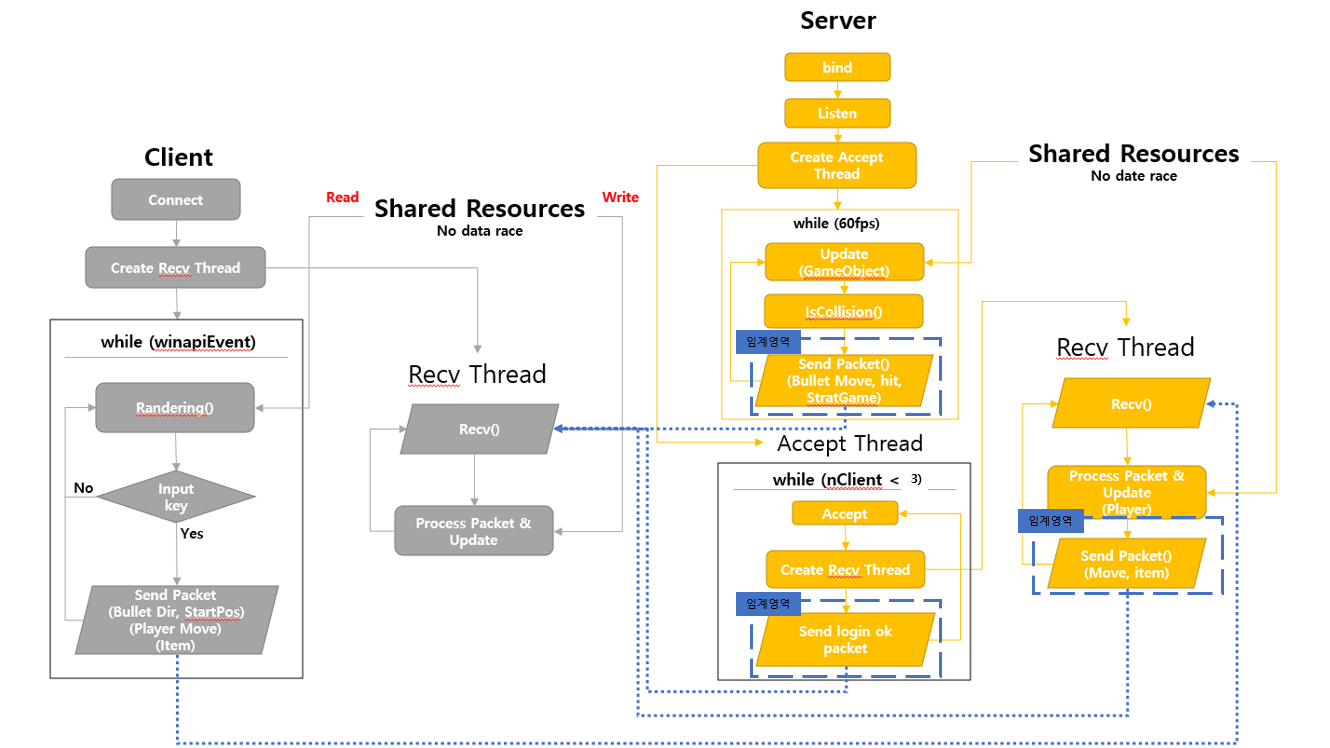 Server
bind
Listen
Create Accept
Thread
while (60fps)
Update
(GameObject)
IsCollision()
임계영역
Send Packet()
(Bullet Move, hit,
StratGame)
Shared Resources
No date race
Client
Connect
Create Recv Thread
while (winapiEvent)
Randering()
Input
key
No
Yes
Send Packet
(Bullet Dir, StartPos)
(Player Move)
(Item)
Read
Write
Shared Resources
No data race
Recv Thread
Recv()
Process Packet &
Update
Accept Thread
while (nClient < 3)
Accept
Create Recv Thread
임계영역
Send login ok
packet
Recv Thread
Recv()
Process Packet &
Update
(Player)
임계영역
Send Packet()
(Move, item)